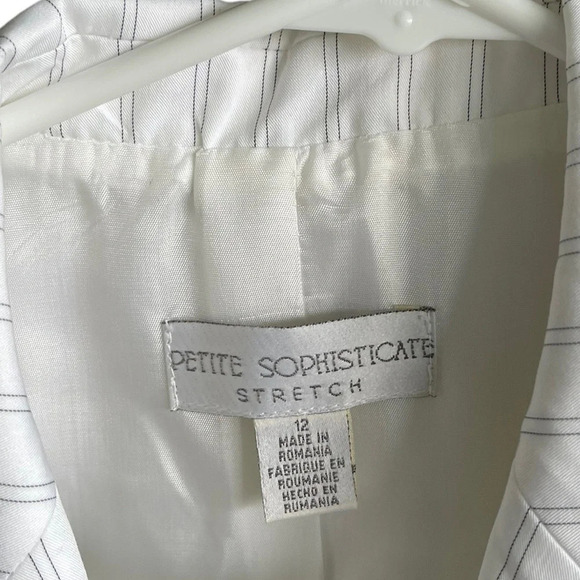 PETITE SOPHISTICATE
STRETCH
12
MADE IN
ROMANIA
FABRIQUE EN
ROUMANIE
HECHO EN
RUMANIA